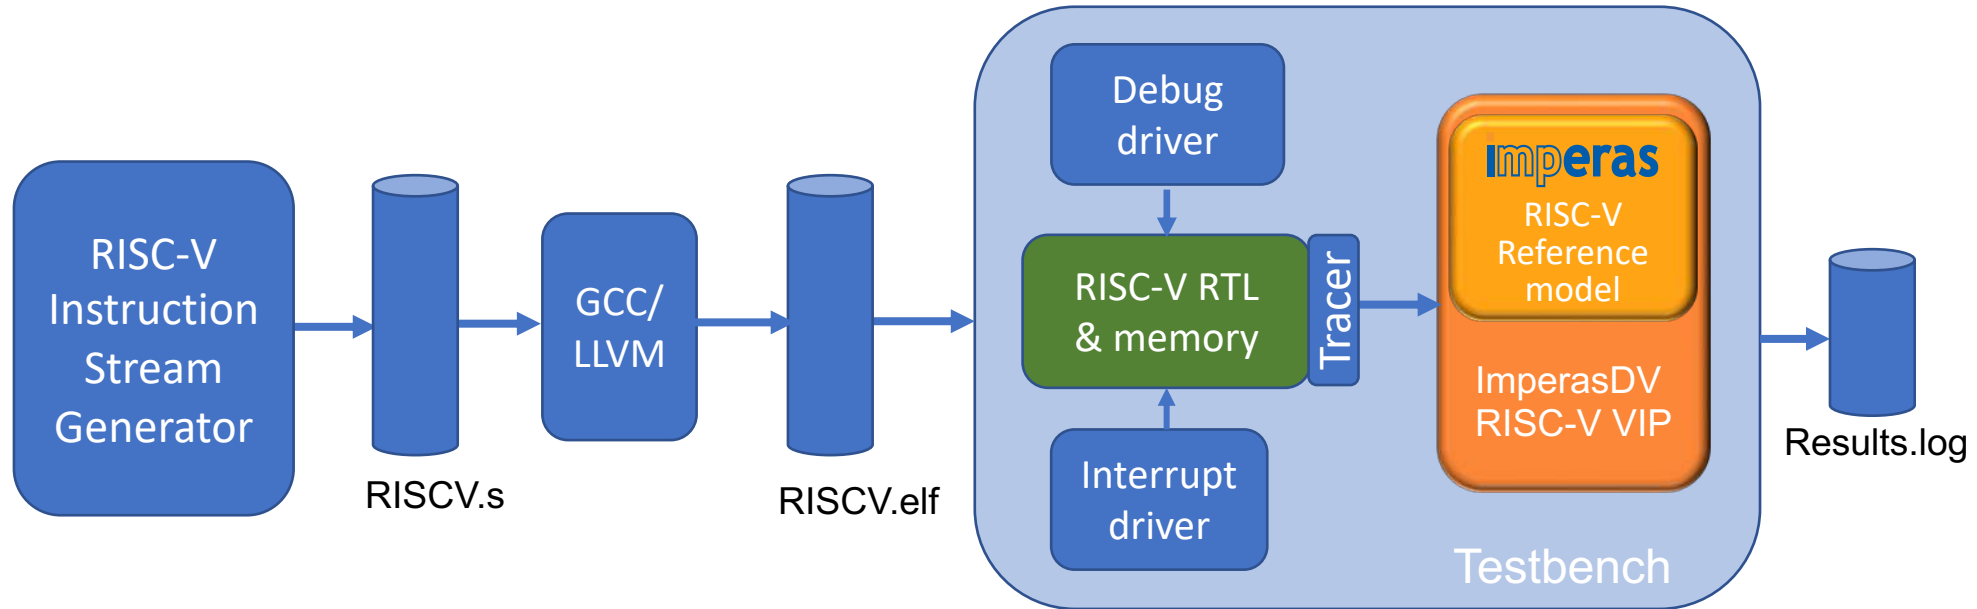 RISC-V
Instruction
Stream
Generator
RISCV.s
GCC/
LLVM
RISCV.elf
Debug
driver
RISC-V RTL
& memory
Tracer
Interrupt
driver
imperas
RISC-V
Reference
model
ImperasDV
RISC-V VIP
Testbench
Results.log